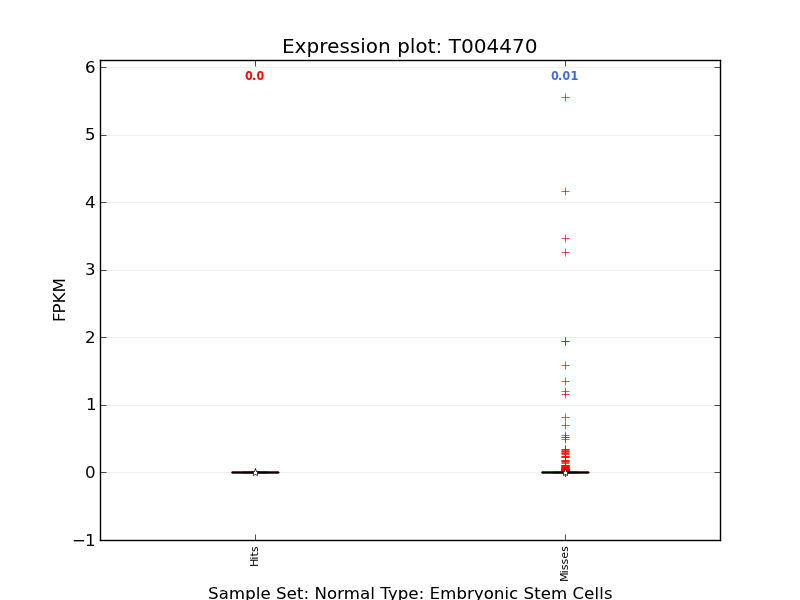 Expression plot: T004470
0.0
0.01
6
5
4
3
2
1
0
−1
FPKM
Hits
Misses
Sample Set: Normal Type: Embryonic Stem Cells